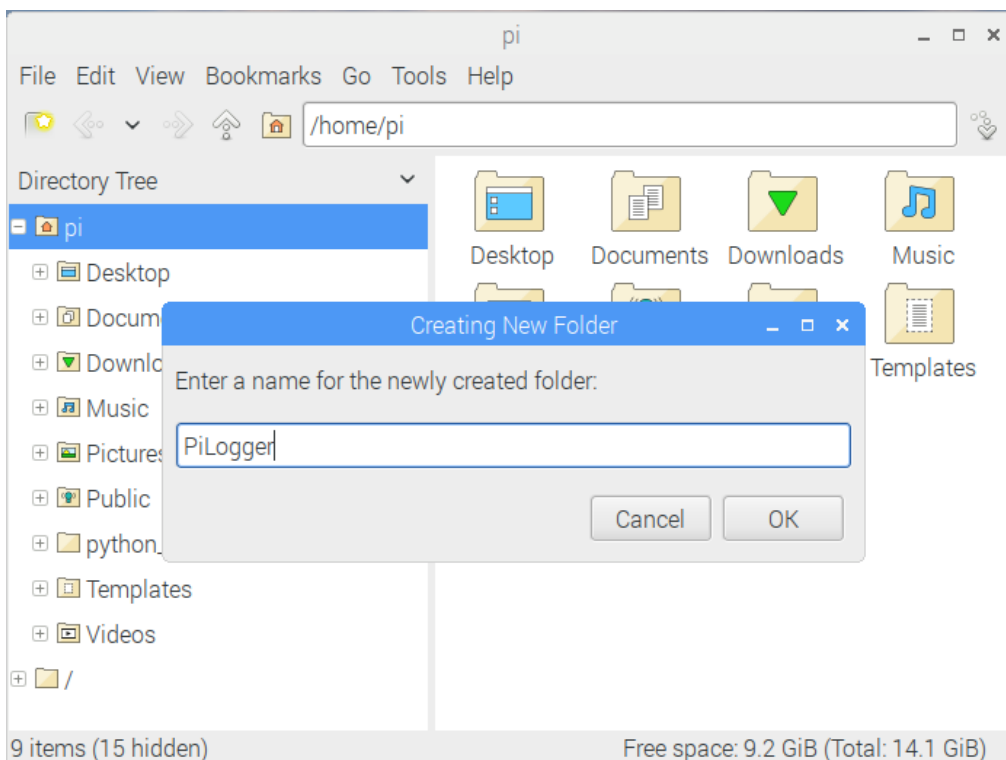 pi
File Edit View Bookmarks Go Tools Help
/home/pi
Directory Tree
pi
Desktop
Docum
Downlo
Music
Pictures
Public
python_
Templates
Videos
/
Desktop Documents Downloads Music
Templates
Creating New Folder
Enter a name for the newly created folder:
PiLogger
Cancel OK
9 items (15 hidden) Free space: 9.2 GiB (Total: 14.1 GiB)